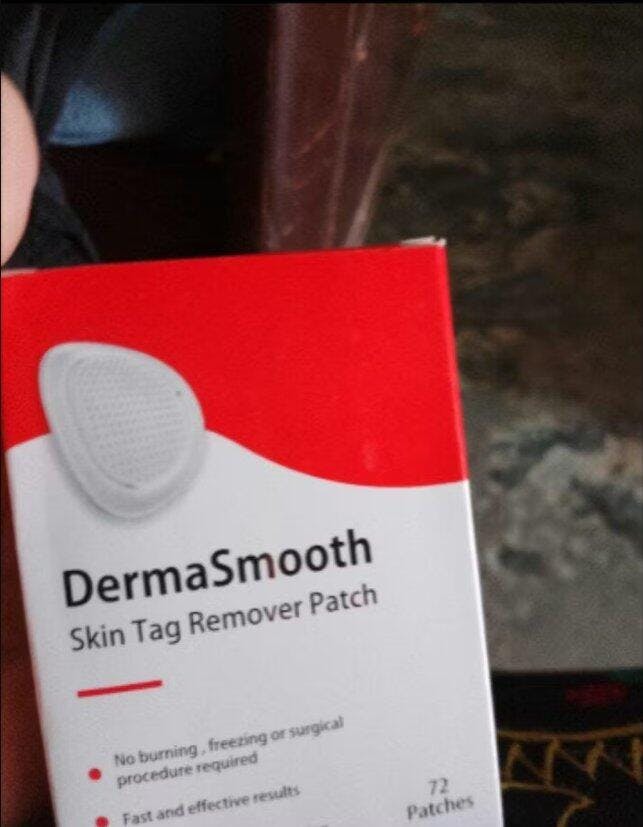 DermaSmooth
Skin Tag Remover Patch
No burning , freezing or surgical
procedure required
Fast and effective results
72
Patches